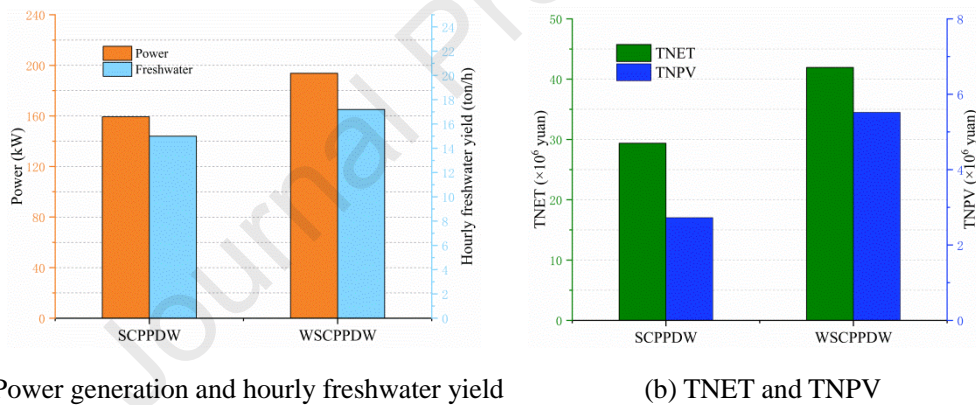 Journal Pr
240
200
160
120
80
40
0
Power (kW)
Power
Freshwater
24
22
20
18
16
14
12
10
8
6
4
2
0
Hourly freshwater yield (ton/h)
SCPPDW
WSCPPDW
Power generation and hourly freshwater yield
50
40
30
20
10
0
TNET (×10⁶ yuan)
TNET
TNPV
8
6
4
2
0
TNPV (×10⁶ yuan)
SCPPDW
WSCPPDW
(b) TNET and TNPV